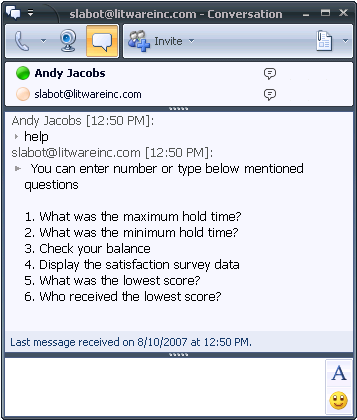 slabot@litwareinc.com - Conversation
Invite
Andy Jacobs
slabot@litwareinc.com
Andy Jacobs [12:50 PM]:
help
slabot@litwareinc.com [12:50 PM]:
You can enter number or type below mentioned
questions
1. What was the maximum hold time?
2. What was the minimum hold time?
3. Check your balance
4. Display the satisfaction survey data
5. What was the lowest score?
6. Who received the lowest score?
Last message received on 8/10/2007 at 12:50 PM.
A